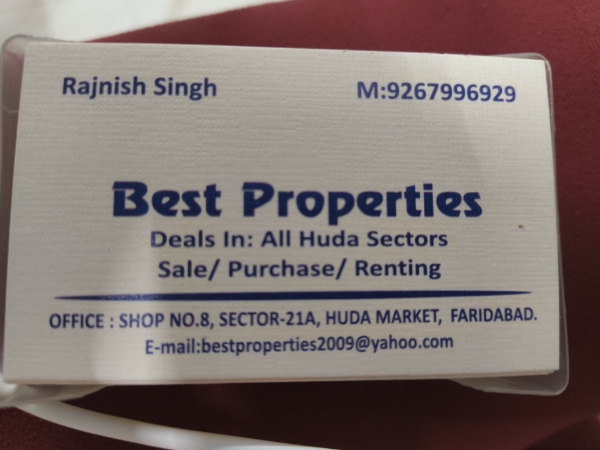 Rajnish Singh M:9267996929
Best Properties
Deals In: All Huda Sectors
Sale/ Purchase/ Renting
OFFICE : SHOP NO.8, SECTOR-21A, HUDA MARKET, FARIDABAD.
E-mail:bestproperties2009@yahoo.com